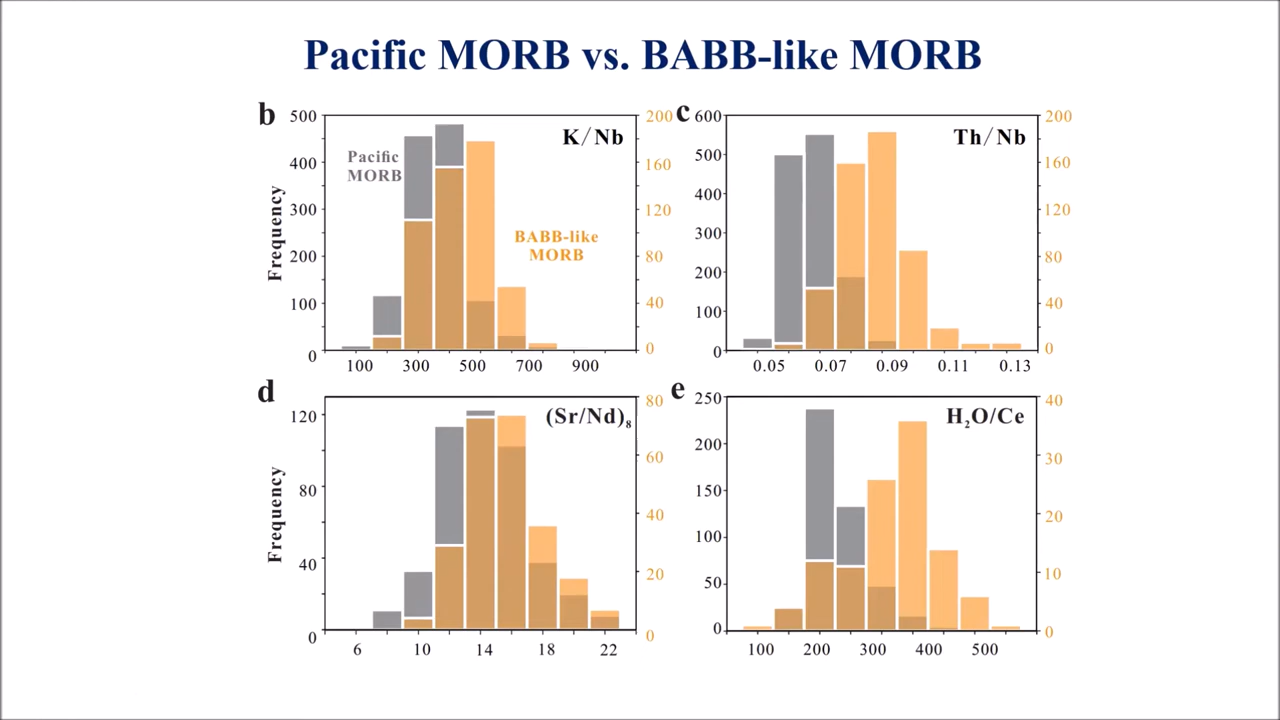 Pacific MORB vs. BABB-like MORB
b
K/Nb
Pacific
MORB
BABB-like
MORB
Frequency
500
400
300
200
100
0
200
160
120
80
40
0
100 300 500 700 900
c
Th/Nb
600
500
400
300
200
100
0
200
160
120
80
40
0
0.05 0.07 0.09 0.11 0.13
d
(Sr/Nd)₈
Frequency
120
80
40
0
80
60
40
20
0
6 10 14 18 22
e
H₂O/Ce
250
200
150
100
50
0
40
30
20
10
0
100 200 300 400 500